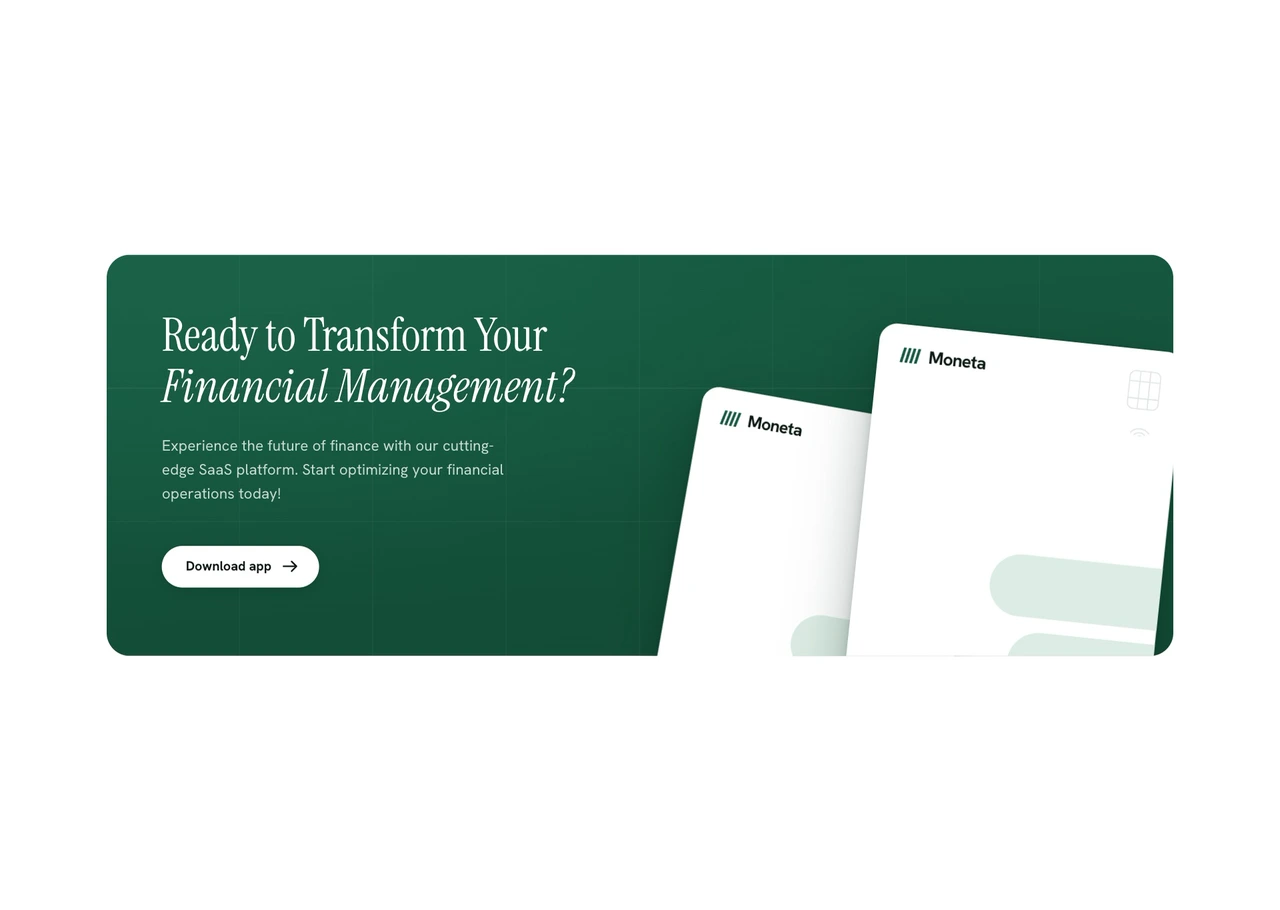 Ready to Transform Your
Financial Management?
Experience the future of finance with our cutting-
edge SaaS platform. Start optimizing your financial
operations today!
Download app
Moneta
Moneta